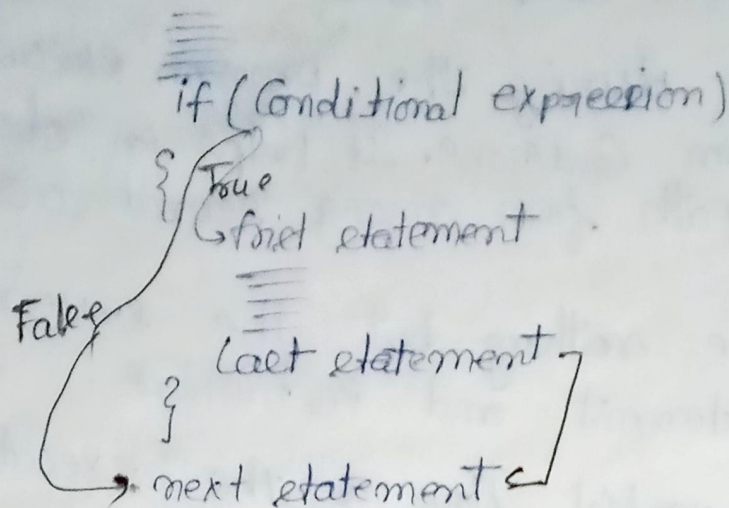 if (Conditional expression)
{ True
first statement
False
Last statement
}
next statement